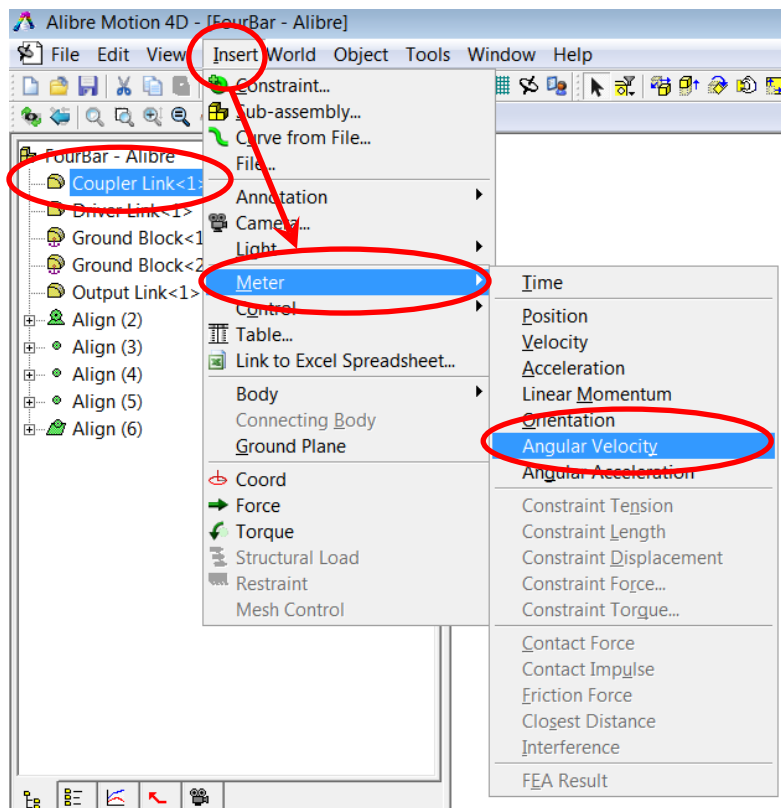 Alibre Motion 4D - [FourBar - Alibre]
File Edit View Insert World Object Tools Window Help
Constraint...
Sub-assembly...
Curve from File...
File...
Annotation
Camera...
Light
Meter
Control
Table...
Link to Excel Spreadsheet...
Body
Connecting Body
Ground Plane
Coord
Force
Torque
Structural Load
Restraint
Mesh Control
FourBar - Alibre
Coupler Link<1>
Driver Link<1>
Ground Block<1
Ground Block<2
Output Link<1>
Align (2)
Align (3)
Align (4)
Align (5)
Align (6)
Time
Position
Velocity
Acceleration
Linear Momentum
Orientation
Angular Velocity
Angular Acceleration
Constraint Tension
Constraint Length
Constraint Displacement
Constraint Force...
Constraint Torque...
Contact Force
Contact Impulse
Friction Force
Closest Distance
Interference
FEA Result